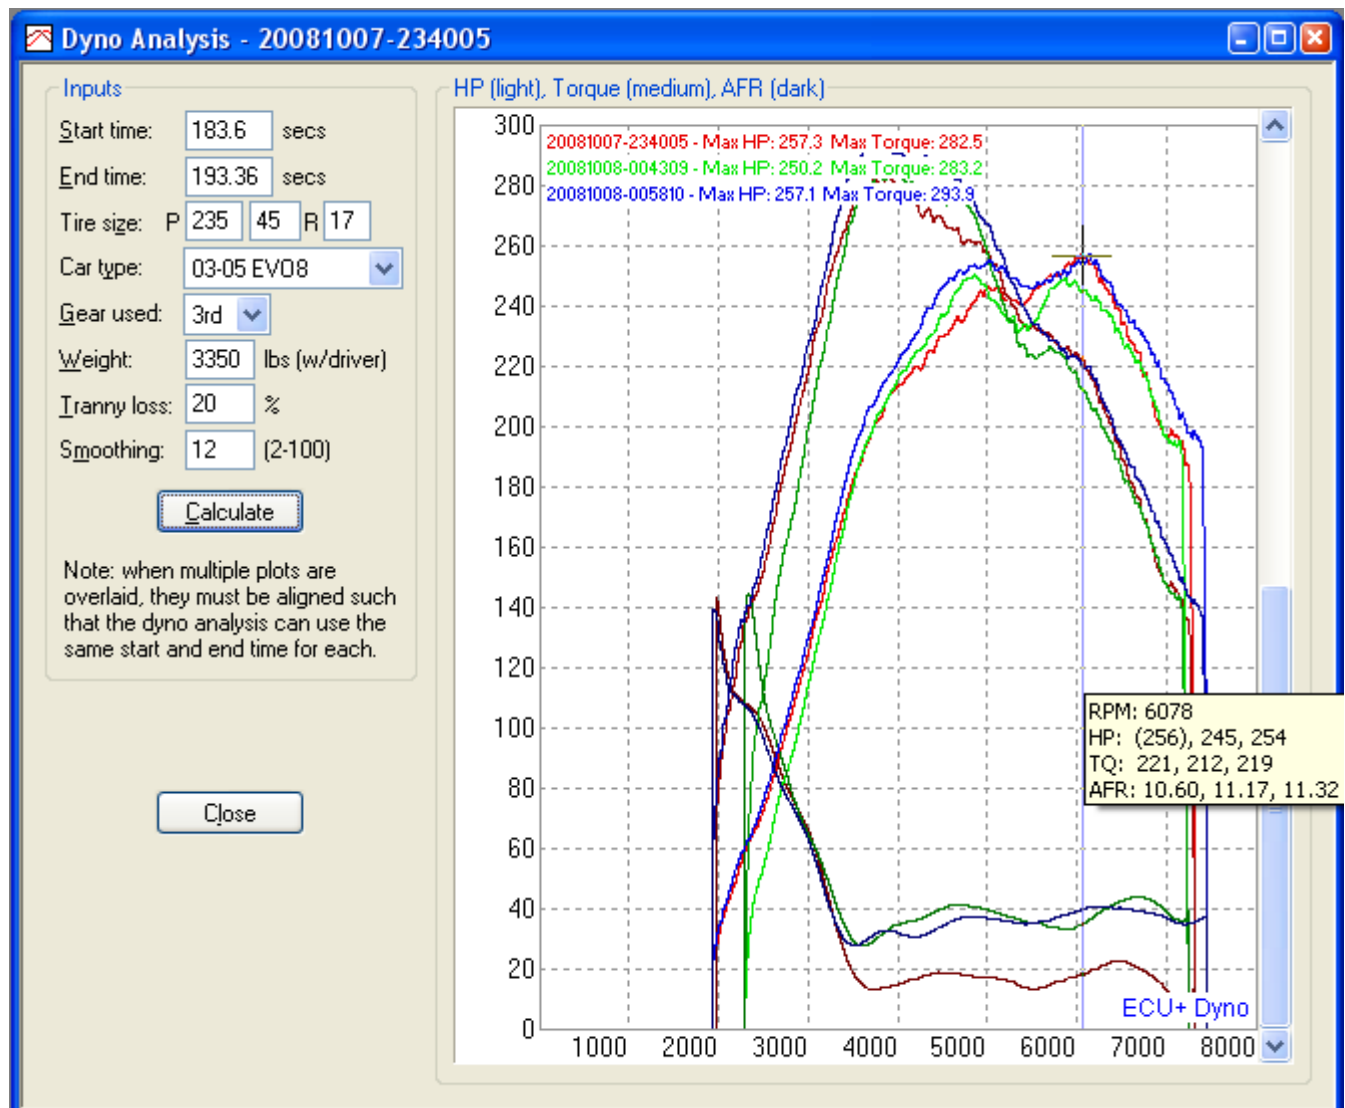 Dyno Analysis - 20081007-234005
Inputs
Start time: 183.6 secs
End time: 193.36 secs
Tire size: P 235 45 R 17
Car type: 03-05 EVO8
Gear used: 3rd
Weight: 3350 lbs (w/driver)
Tranny loss: 20 %
Smoothing: 12 (2-100)
Calculate
Note: when multiple plots are
overlaid, they must be aligned such
that the dyno analysis can use the
same start and end time for each.
Close
HP (light), Torque (medium), AFR (dark)
20081007-234005 - Max HP: 257.3 Max Torque: 282.5
20081008-004309 - Max HP: 250.2 Max Torque: 283.2
20081008-005810 - Max HP: 257.1 Max Torque: 293.9
300
280
260
240
220
200
180
160
140
120
100
80
60
40
20
0
RPM: 6078
HP: (256), 245, 254
TQ: 221, 212, 219
AFR: 10.60, 11.17, 11.32
ECU+ Dyno
1000 2000 3000 4000 5000 6000 7000 8000